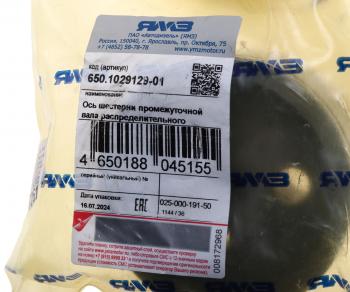 ЯМЗ
ПАО «Автодизель» (ЯМЗ)
Россия, 150040, г. Ярославль, пр. Октября, 75
+7 (4852) 58-78-78
www.ymzmotor.ru
код (артикул)
650.1029129-01
наименование:
Ось шестерни промежуточной
вала распределительного
4 650188 045155
серийный (уникальный) №
Дата упаковки:
16.07.2024
EAC
025-000-191-50
1144 / 36
008172968